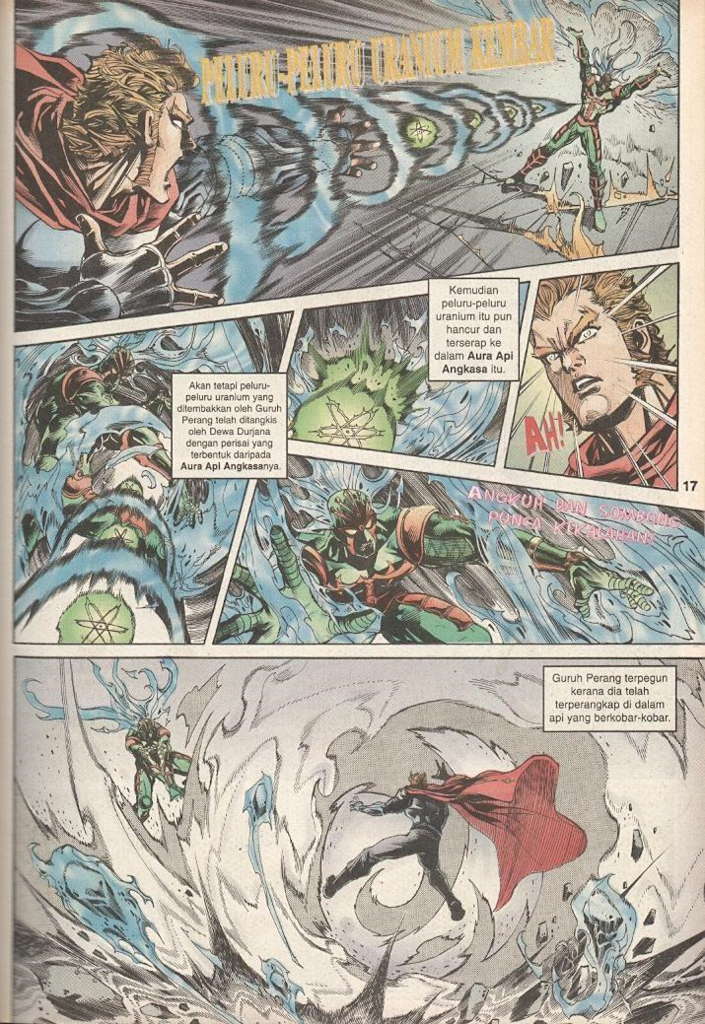 PELURU-PELURU URANIUM KEMBAR
Kemudian
peluru-peluru
uranium itu pun
hancur dan
terserap ke
dalam Aura Api
Angkasa itu.
Akan tetapi peluru-
peluru uranium yang
ditembakkan oleh Guruh
Perang telah ditangkis
oleh Dewa Durjana
dengan perisai yang
terbentuk daripada
Aura Api Angkasanya.
AH!
17
ANGKUH DAN SOMBONG
PUNCA KEKALAHAN!
Guruh Perang terpegun
kerana dia telah
terperangkap di dalam
api yang berkobar-kobar.